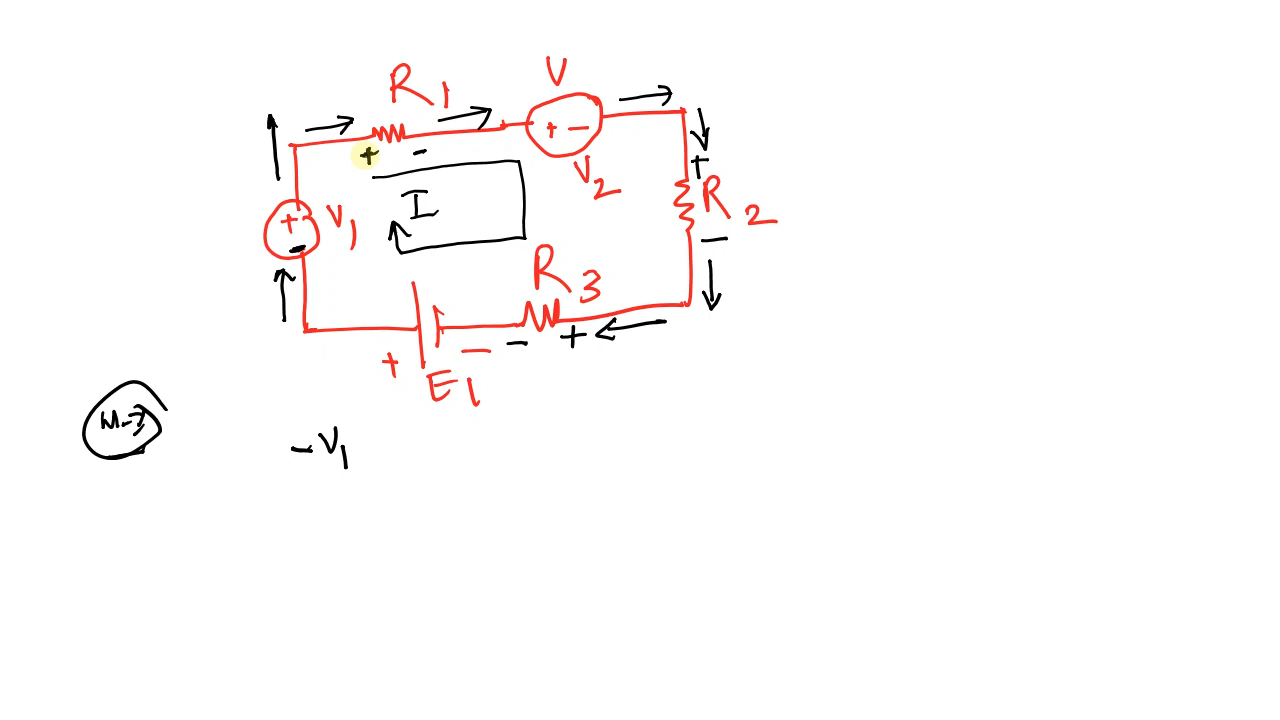 R1
V
+ -
+ -
V2
I
+
-
V1
+
R2
-
R3
- +
+ -
E1
M→
-V1